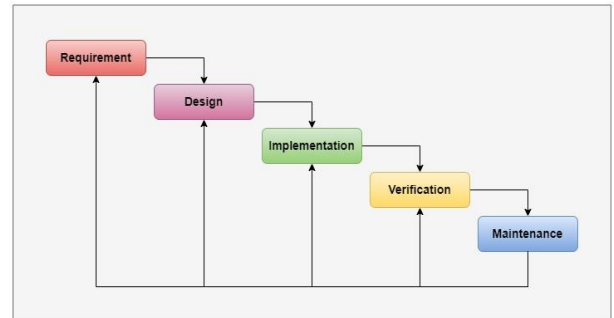 Requirement
Design
Implementation
Verification
Maintenance